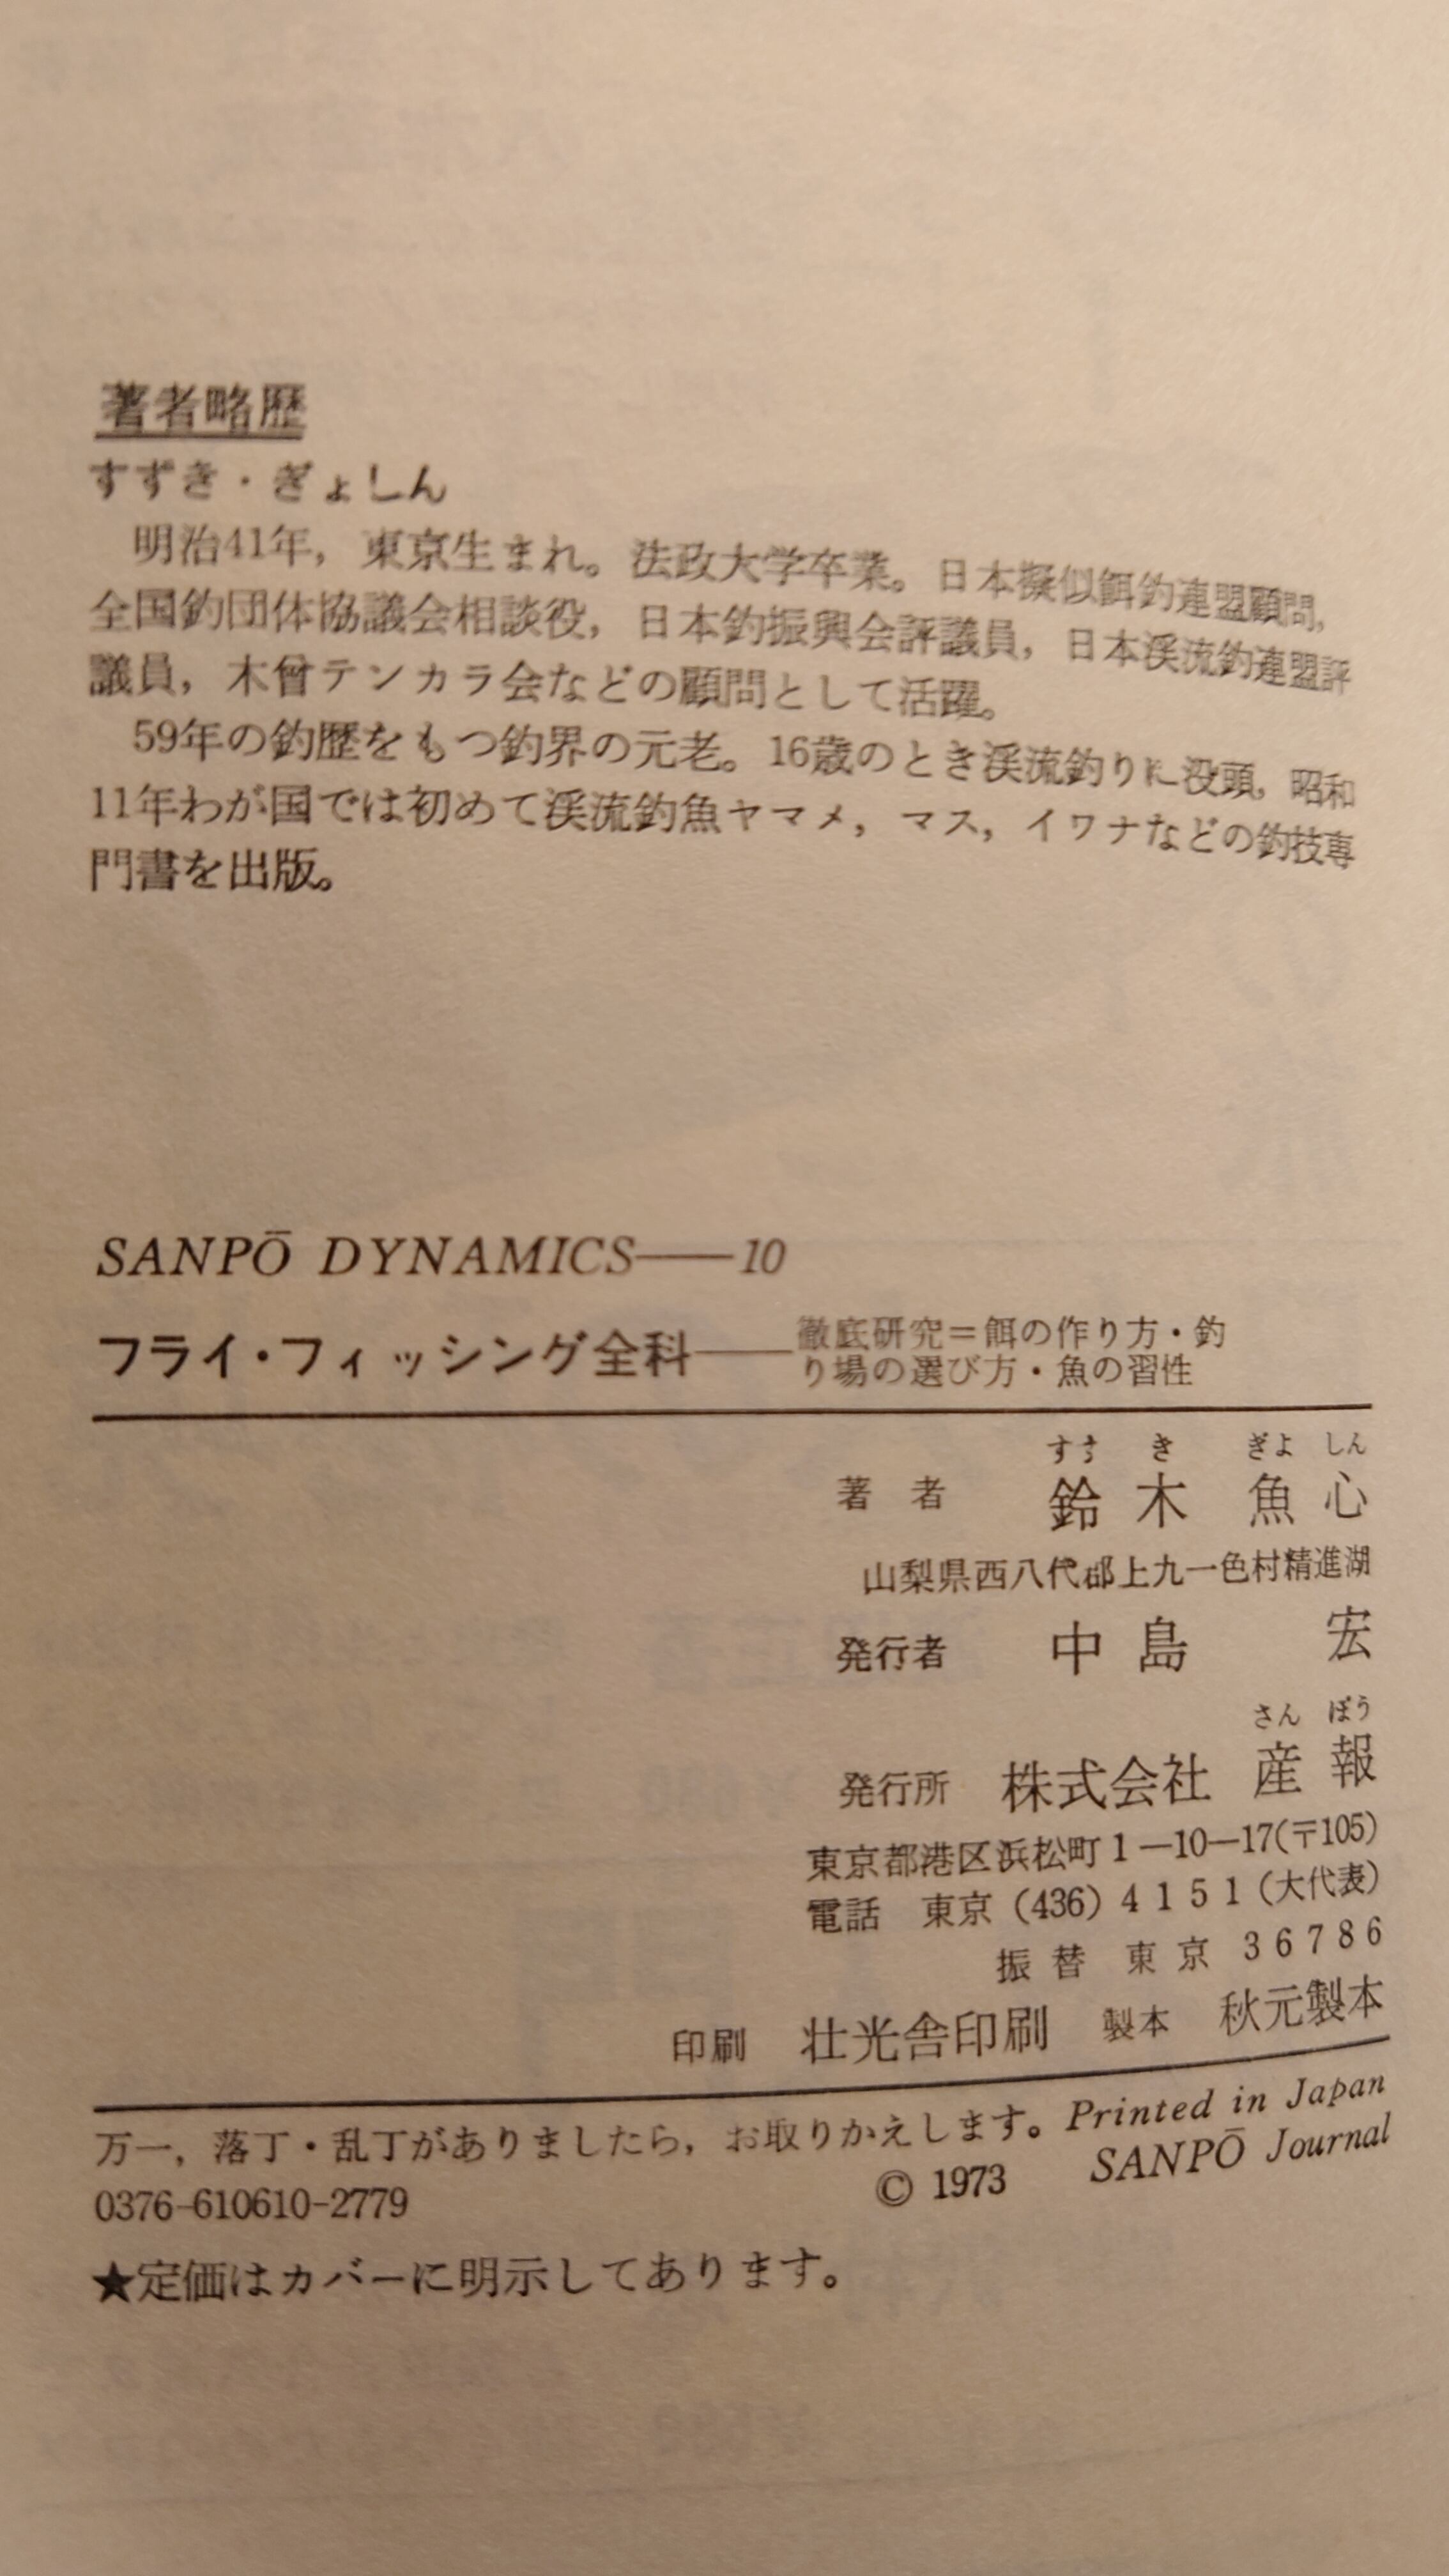 著者略歴
すずき・ぎょしん
明治41年，東京生まれ。法政大学卒業。日本擬似餌釣連盟顧問，
全国釣団体協議会相談役，日本釣振興会評議員，日本渓流釣連盟評
議員，木曾テンカラ会などの顧問として活躍。
59年の釣歴をもつ釣界の元老。16歳のとき渓流釣りに没頭，昭和
11年わが国では初めて渓流釣魚ヤマメ，マス，イワナなどの釣技専
門書を出版。
SANPŌ DYNAMICS——10
フライ・フィッシング全科——徹底研究＝餌の作り方・釣
り場の選び方・魚の習性
すずき ぎよしん
著者 鈴木魚心
山梨県西八代郡上九一色村精進湖
発行者 中島宏
さんぽう
発行所 株式会社産報
東京都港区浜松町1－10－17(〒105)
電話 東京（436）4151（大代表）
振替 東京 36786
印刷 壮光舎印刷 製本 秋元製本
万一，落丁・乱丁がありましたら，お取りかえします。Printed in Japan
0376-610610-2779 © 1973 SANPŌ Journal
★定価はカバーに明示してあります。